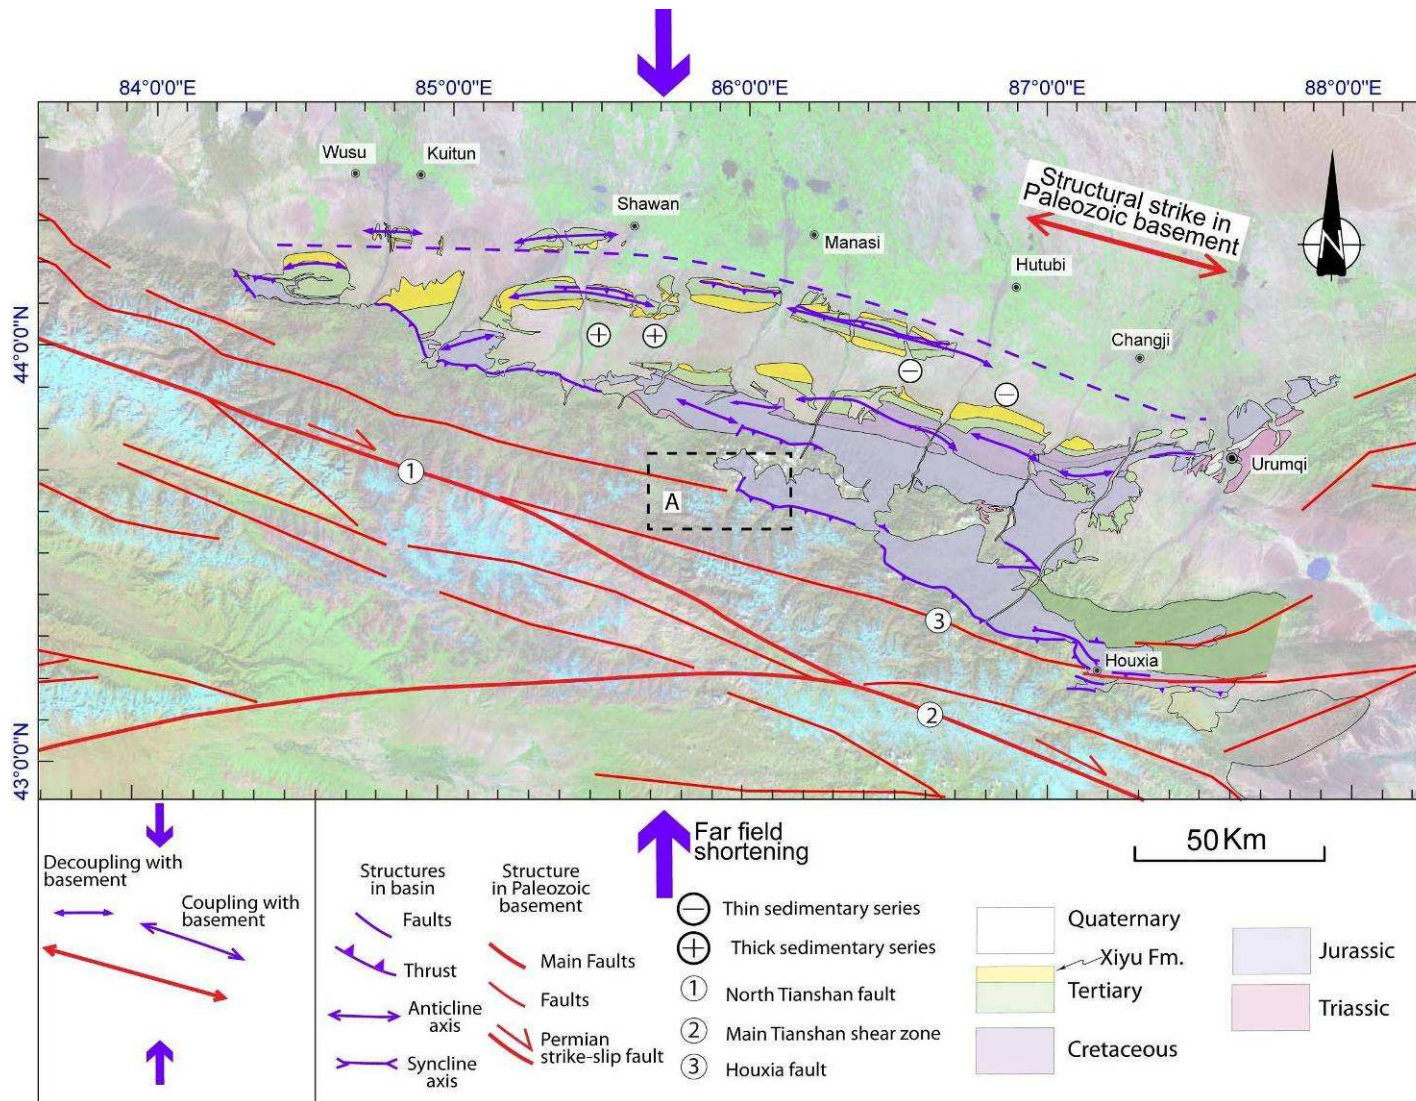 84°0'0"E 85°0'0"E 86°0'0"E 87°0'0"E 88°0'0"E
Wusu
Kuitun
Shawan
Manasi
Hutubi
Changji
Urumqi
Houxia
Structural strike in
Paleozoic basement
N
44°0'0"N
43°0'0"N
+
+
−
−
1
A
3
2
Decoupling with
basement
Coupling with
basement
Structures
in basin
Faults
Thrust
Anticline
axis
Syncline
axis
Structure
in Paleozoic
basement
Main Faults
Faults
Permian
strike-slip fault
Far field
shortening
− Thin sedimentary series
+ Thick sedimentary series
1 North Tianshan fault
2 Main Tianshan shear zone
3 Houxia fault
50 Km
Quaternary
Xiyu Fm.
Tertiary
Cretaceous
Jurassic
Triassic